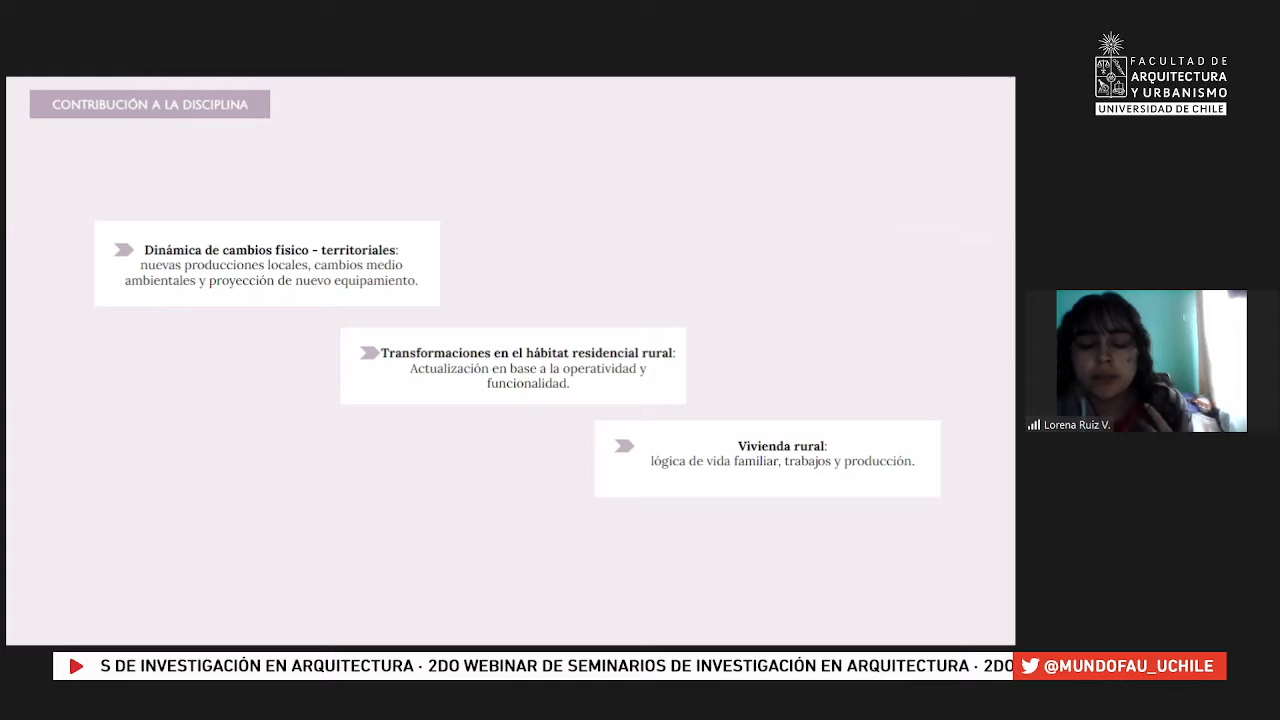 FACULTAD DE
ARQUITECTURA
Y URBANISMO
UNIVERSIDAD DE CHILE
CONTRIBUCIÓN A LA DISCIPLINA
Dinámica de cambios físico - territoriales:
nuevas producciones locales, cambios medio
ambientales y proyección de nuevo equipamiento.
Transformaciones en el hábitat residencial rural:
Actualización en base a la operatividad y
funcionalidad.
Vivienda rural:
lógica de vida familiar, trabajos y producción.
Lorena Ruiz V.
S DE INVESTIGACIÓN EN ARQUITECTURA · 2DO WEBINAR DE SEMINARIOS DE INVESTIGACIÓN EN ARQUITECTURA · 2DO
@MUNDOFAU_UCHILE